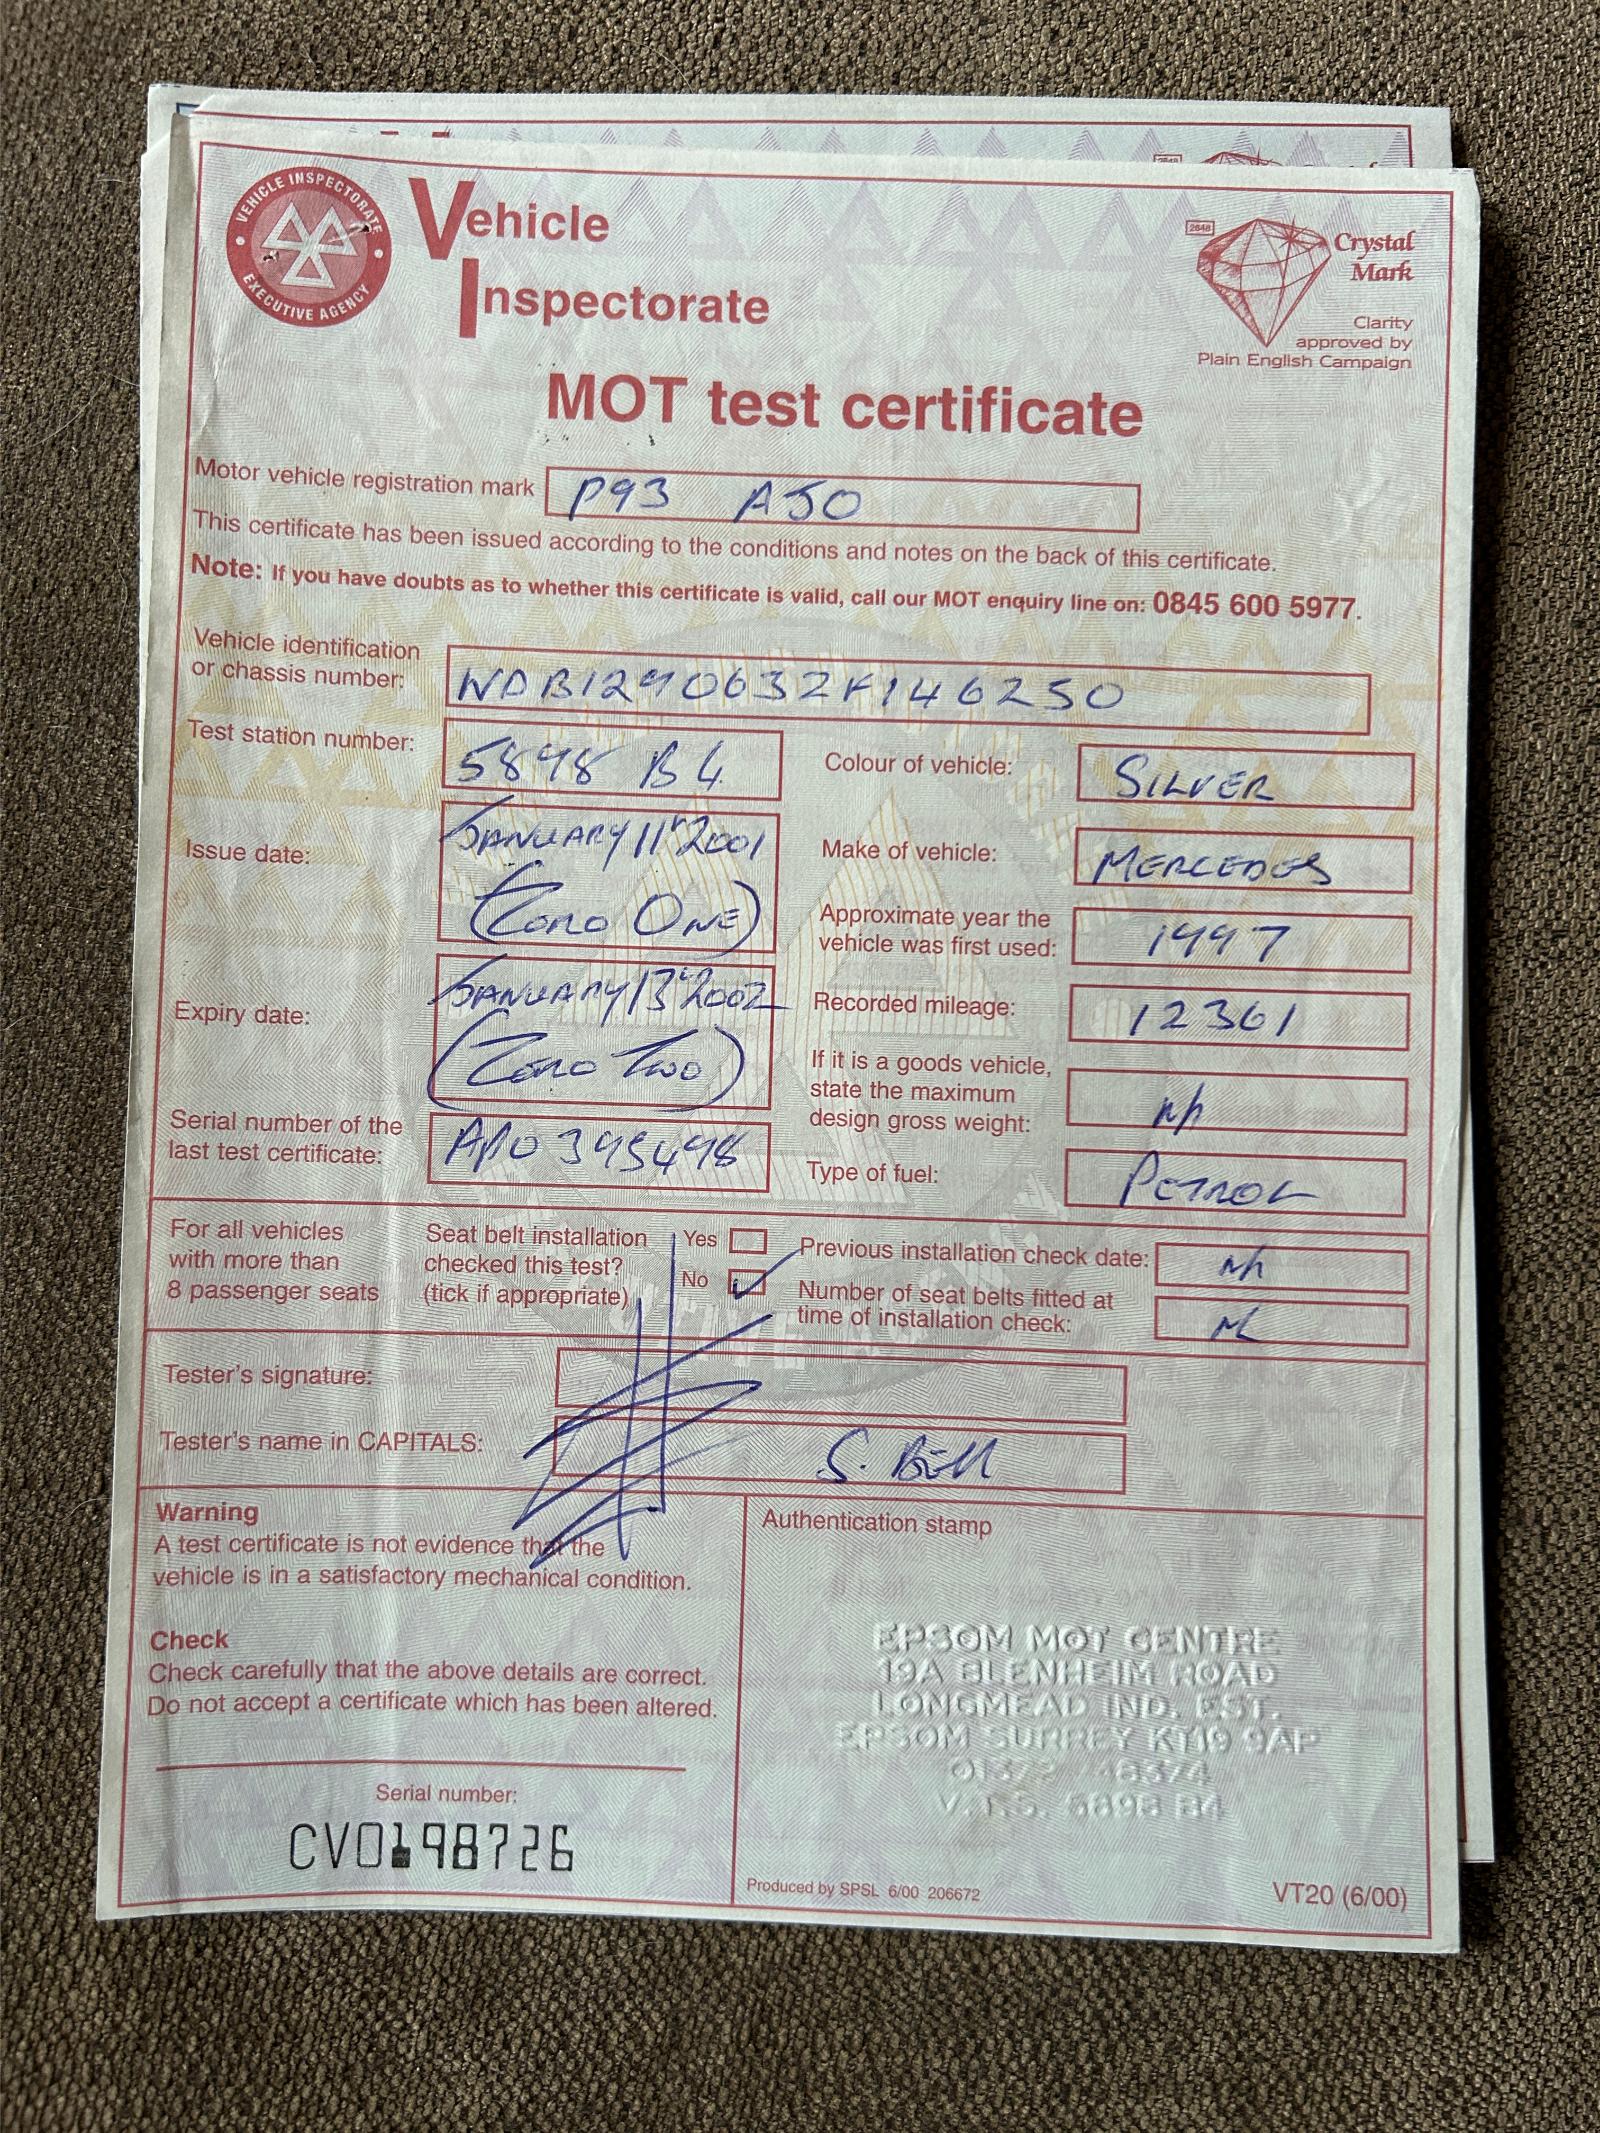 VEHICLE INSPECTORATE
EXECUTIVE AGENCY
Vehicle
Inspectorate
2848
Crystal
Mark
Clarity
approved by
Plain English Campaign
MOT test certificate
Motor vehicle registration mark P93 AJO
This certificate has been issued according to the conditions and notes on the back of this certificate.
Note: If you have doubts as to whether this certificate is valid, call our MOT enquiry line on: 0845 600 5977.
Vehicle identification
or chassis number: WDB1290632F146250
Test station number: 5898 B4
Colour of vehicle: SILVER
Issue date: JANUARY 11th 2001
(ZERO ONE)
Make of vehicle: MERCEDES
Approximate year the
vehicle was first used: 1997
Expiry date: JANUARY 13th 2002
(ZERO TWO)
Recorded mileage: 12361
If it is a goods vehicle,
state the maximum
design gross weight: n/a
Serial number of the
last test certificate: 395498
Type of fuel: PETROL
For all vehicles
with more than
8 passenger seats
Seat belt installation
checked this test?
(tick if appropriate)
Yes
No ✓
Previous installation check date: n/a
Number of seat belts fitted at
time of installation check:
Tester's signature:
Tester's name in CAPITALS: S. BELL
Warning
A test certificate is not evidence that the
vehicle is in a satisfactory mechanical condition.
Check
Check carefully that the above details are correct.
Do not accept a certificate which has been altered.
Serial number:
CV0198726
Authentication stamp
EPSOM MOT CENTRE
19A BLENHEIM ROAD
LONGMEAD IND. EST.
EPSOM SURREY KT19 9AP
01372
V.T.S. 5898 B4
Produced by SPSL 6/00 206672
VT20 (6/00)